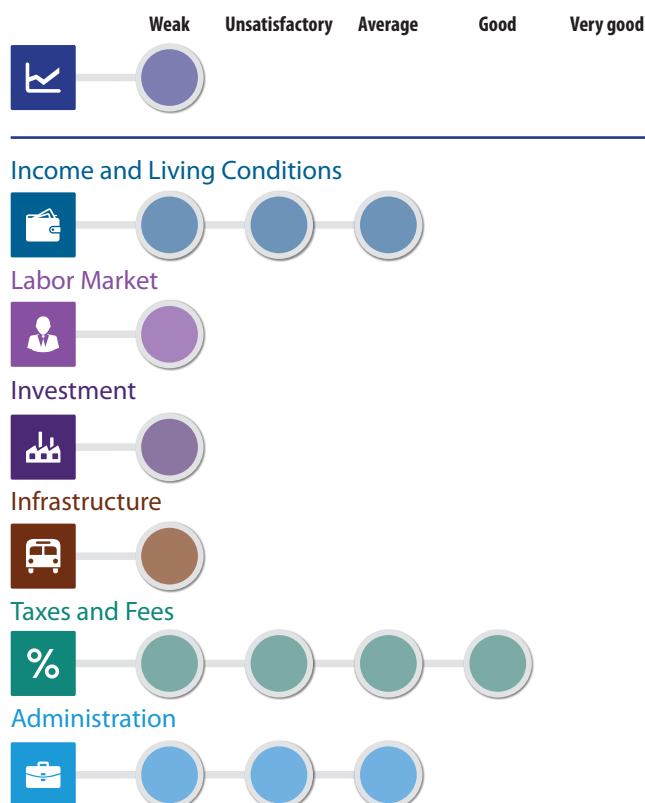 Weak Unsatisfactory Average Good Very good
Income and Living Conditions
Labor Market
Investment
Infrastructure
Taxes and Fees
%
Administration